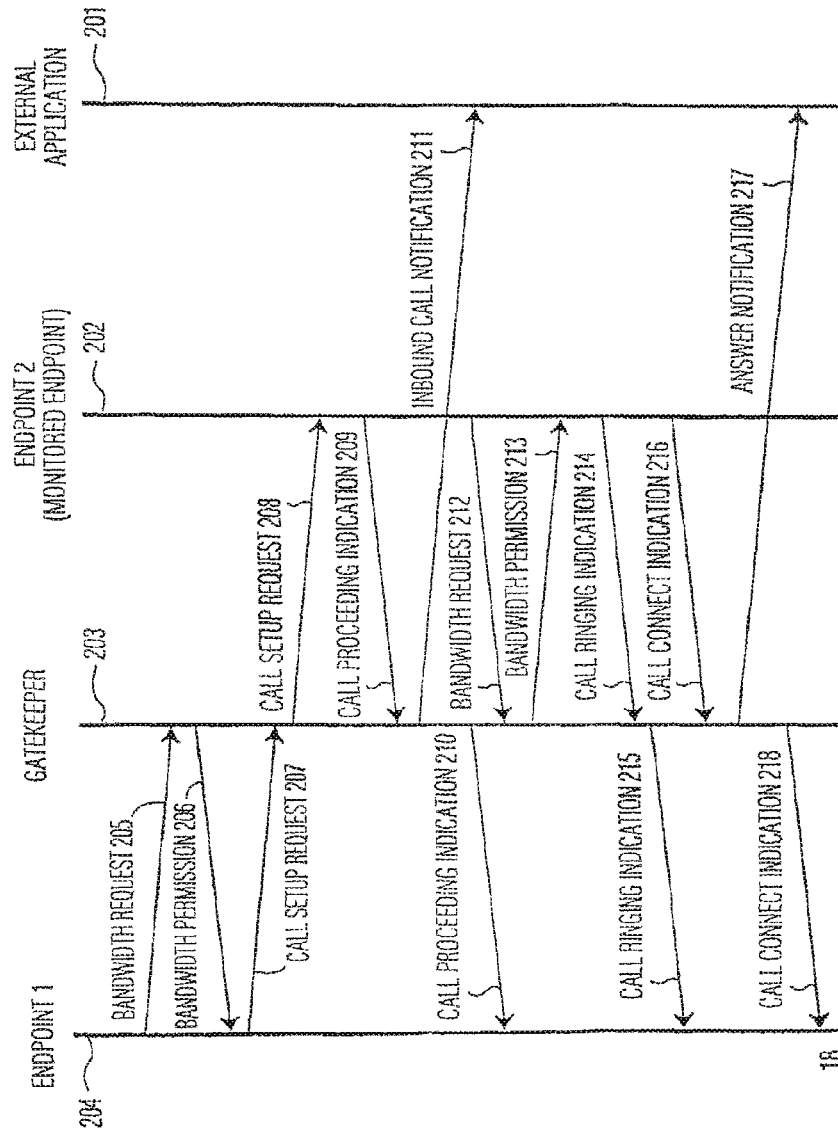 ENDPOINT 1
204
GATEKEEPER
203
ENDPOINT 2
(MONITORED ENDPOINT)
202
EXTERNAL
APPLICATION
201
BANDWIDTH REQUEST 205
BANDWIDTH PERMISSION 206
CALL SETUP REQUEST 207
CALL SETUP REQUEST 208
CALL PROCEEDING INDICATION 209
CALL PROCEEDING INDICATION 210
INBOUND CALL NOTIFICATION 211
BANDWIDTH REQUEST 212
BANDWIDTH PERMISSION 213
CALL RINGING INDICATION 214
CALL RINGING INDICATION 215
CALL CONNECT INDICATION 216
ANSWER NOTIFICATION 217
CALL CONNECT INDICATION 218
18